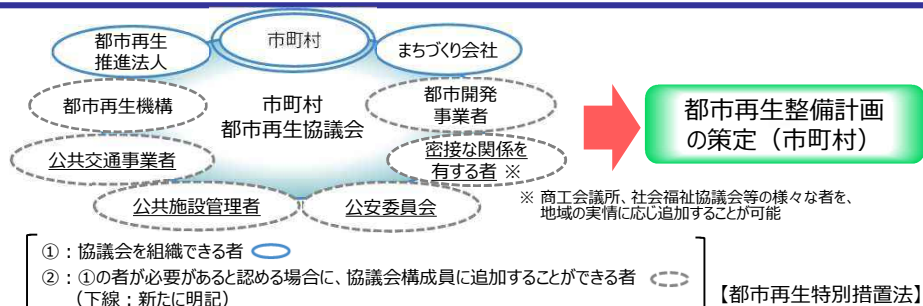 市町村
都市再生
推進法人
まちづくり会社
都市再生機構
市町村
都市再生協議会
都市開発
事業者
公共交通事業者
密接な関係を
有する者 ※
公共施設管理者
公安委員会
都市再生整備計画
の策定（市町村）
※ 商工会議所、社会福祉協議会等の様々な者を、
地域の実情に応じ追加することが可能
①：協議会を組織できる者
②：①の者が必要があると認める場合に、協議会構成員に追加することができる者
（下線：新たに明記）
【都市再生特別措置法】